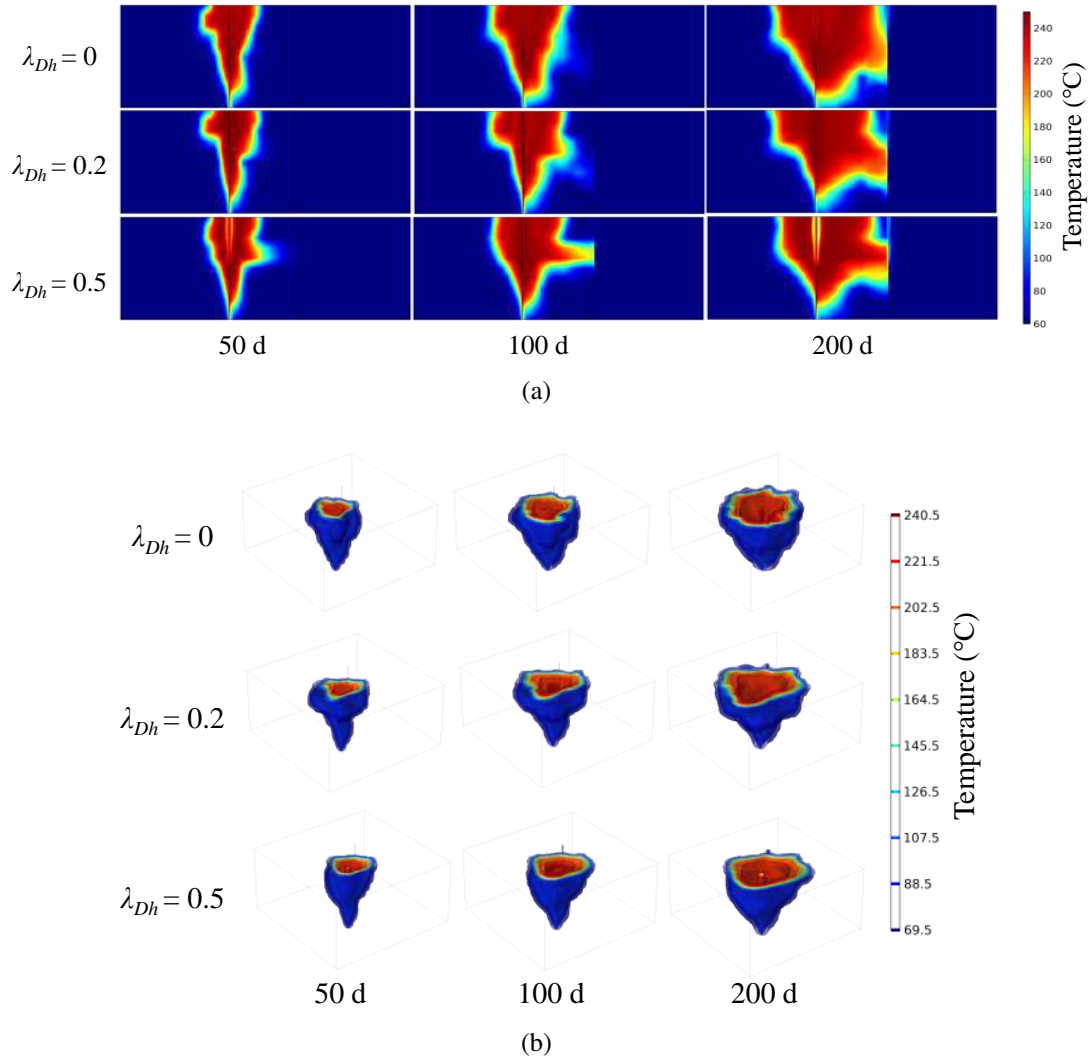 λDh = 0
λDh = 0.2
λDh = 0.5
50 d
100 d
200 d
240
220
200
180
160
140
120
100
80
60
Temperature (°C)
(a)
λDh = 0
λDh = 0.2
λDh = 0.5
50 d
100 d
200 d
240.5
221.5
202.5
183.5
164.5
145.5
126.5
107.5
88.5
69.5
Temperature (°C)
(b)